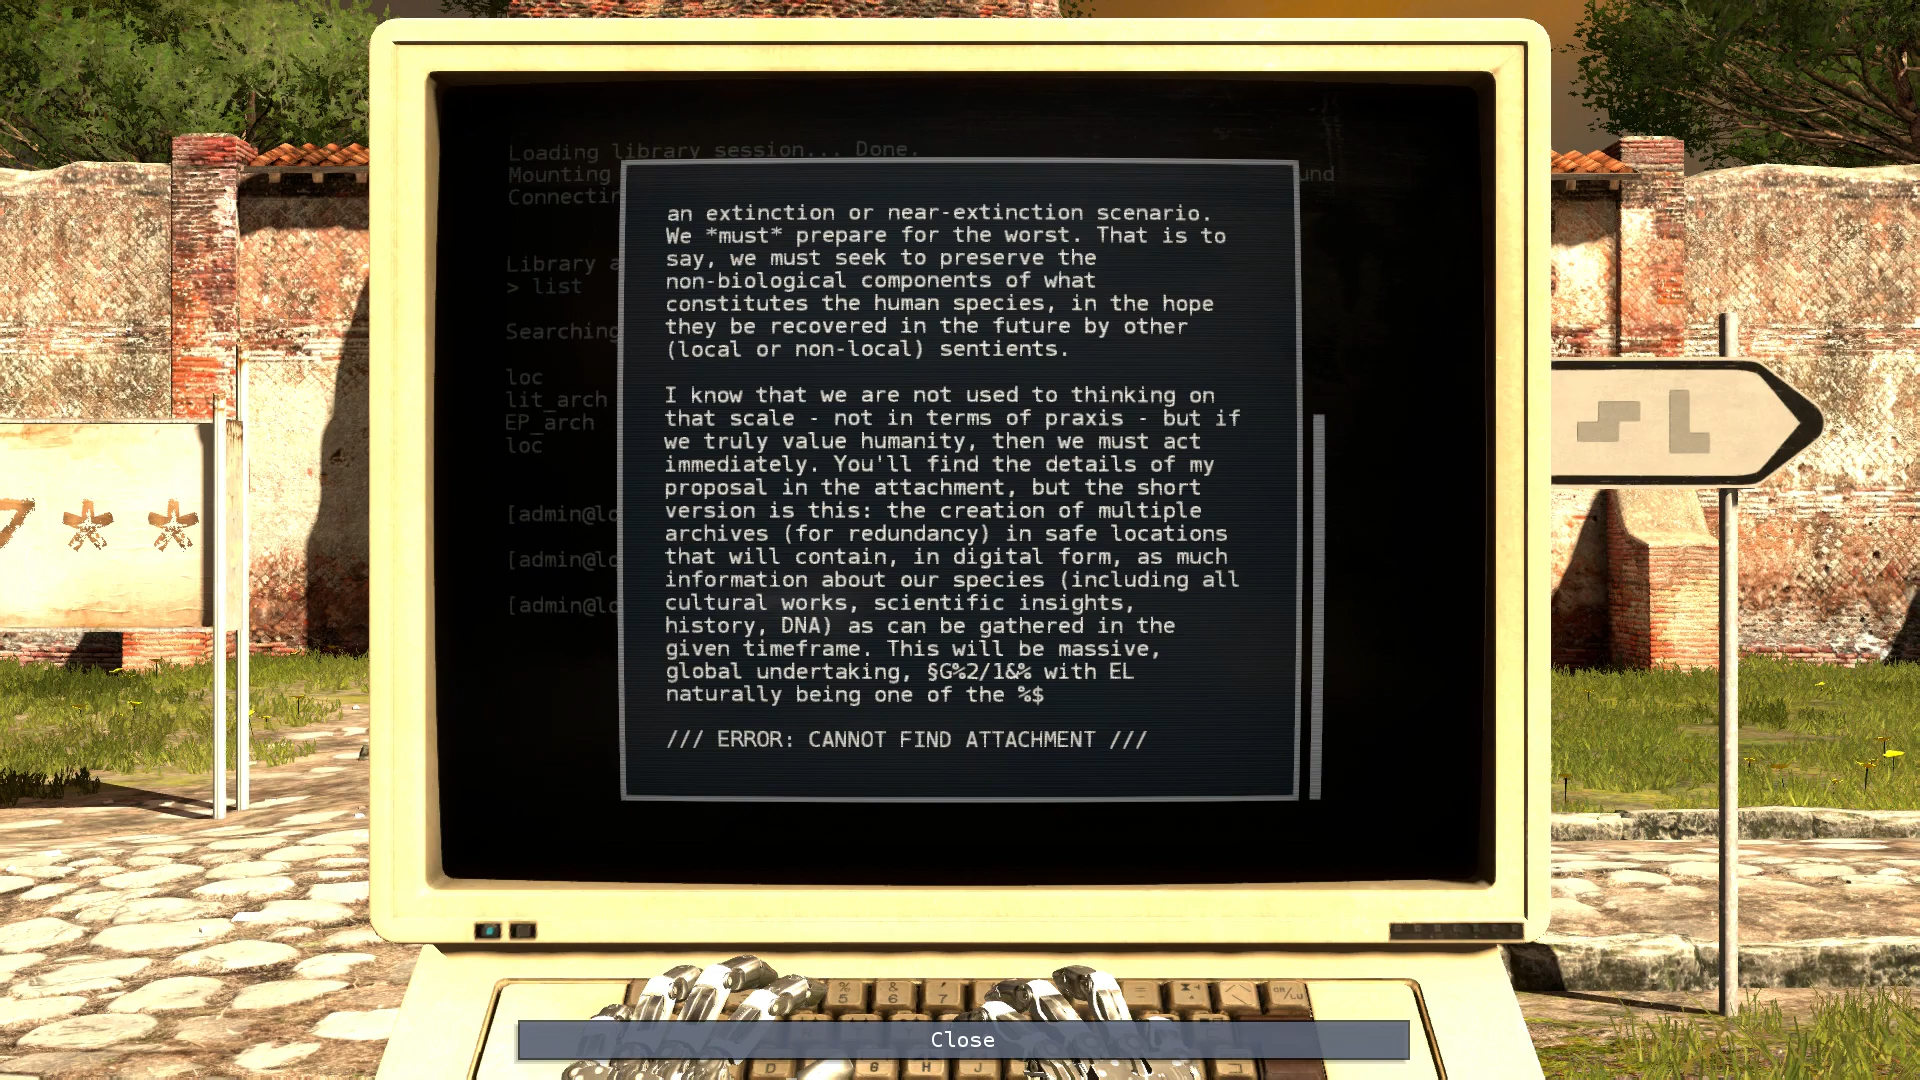 Loading library session... Done.
Mounting
und
Library
> list
Searching
loc
lit_arch
EP_arch
loc
[admin@lo
[admin@lo
[admin@lo
an extinction or near-extinction scenario.
We *must* prepare for the worst. That is to
say, we must seek to preserve the
non-biological components of what
constitutes the human species, in the hope
they be recovered in the future by other
(local or non-local) sentients.
I know that we are not used to thinking on
that scale - not in terms of praxis - but if
we truly value humanity, then we must act
immediately. You'll find the details of my
proposal in the attachment, but the short
version is this: the creation of multiple
archives (for redundancy) in safe locations
that will contain, in digital form, as much
information about our species (including all
cultural works, scientific insights,
history, DNA) as can be gathered in the
given timeframe. This will be massive,
global undertaking, §G%2/1&% with EL
naturally being one of the %$
/// ERROR: CANNOT FIND ATTACHMENT ///
7 * *
Close